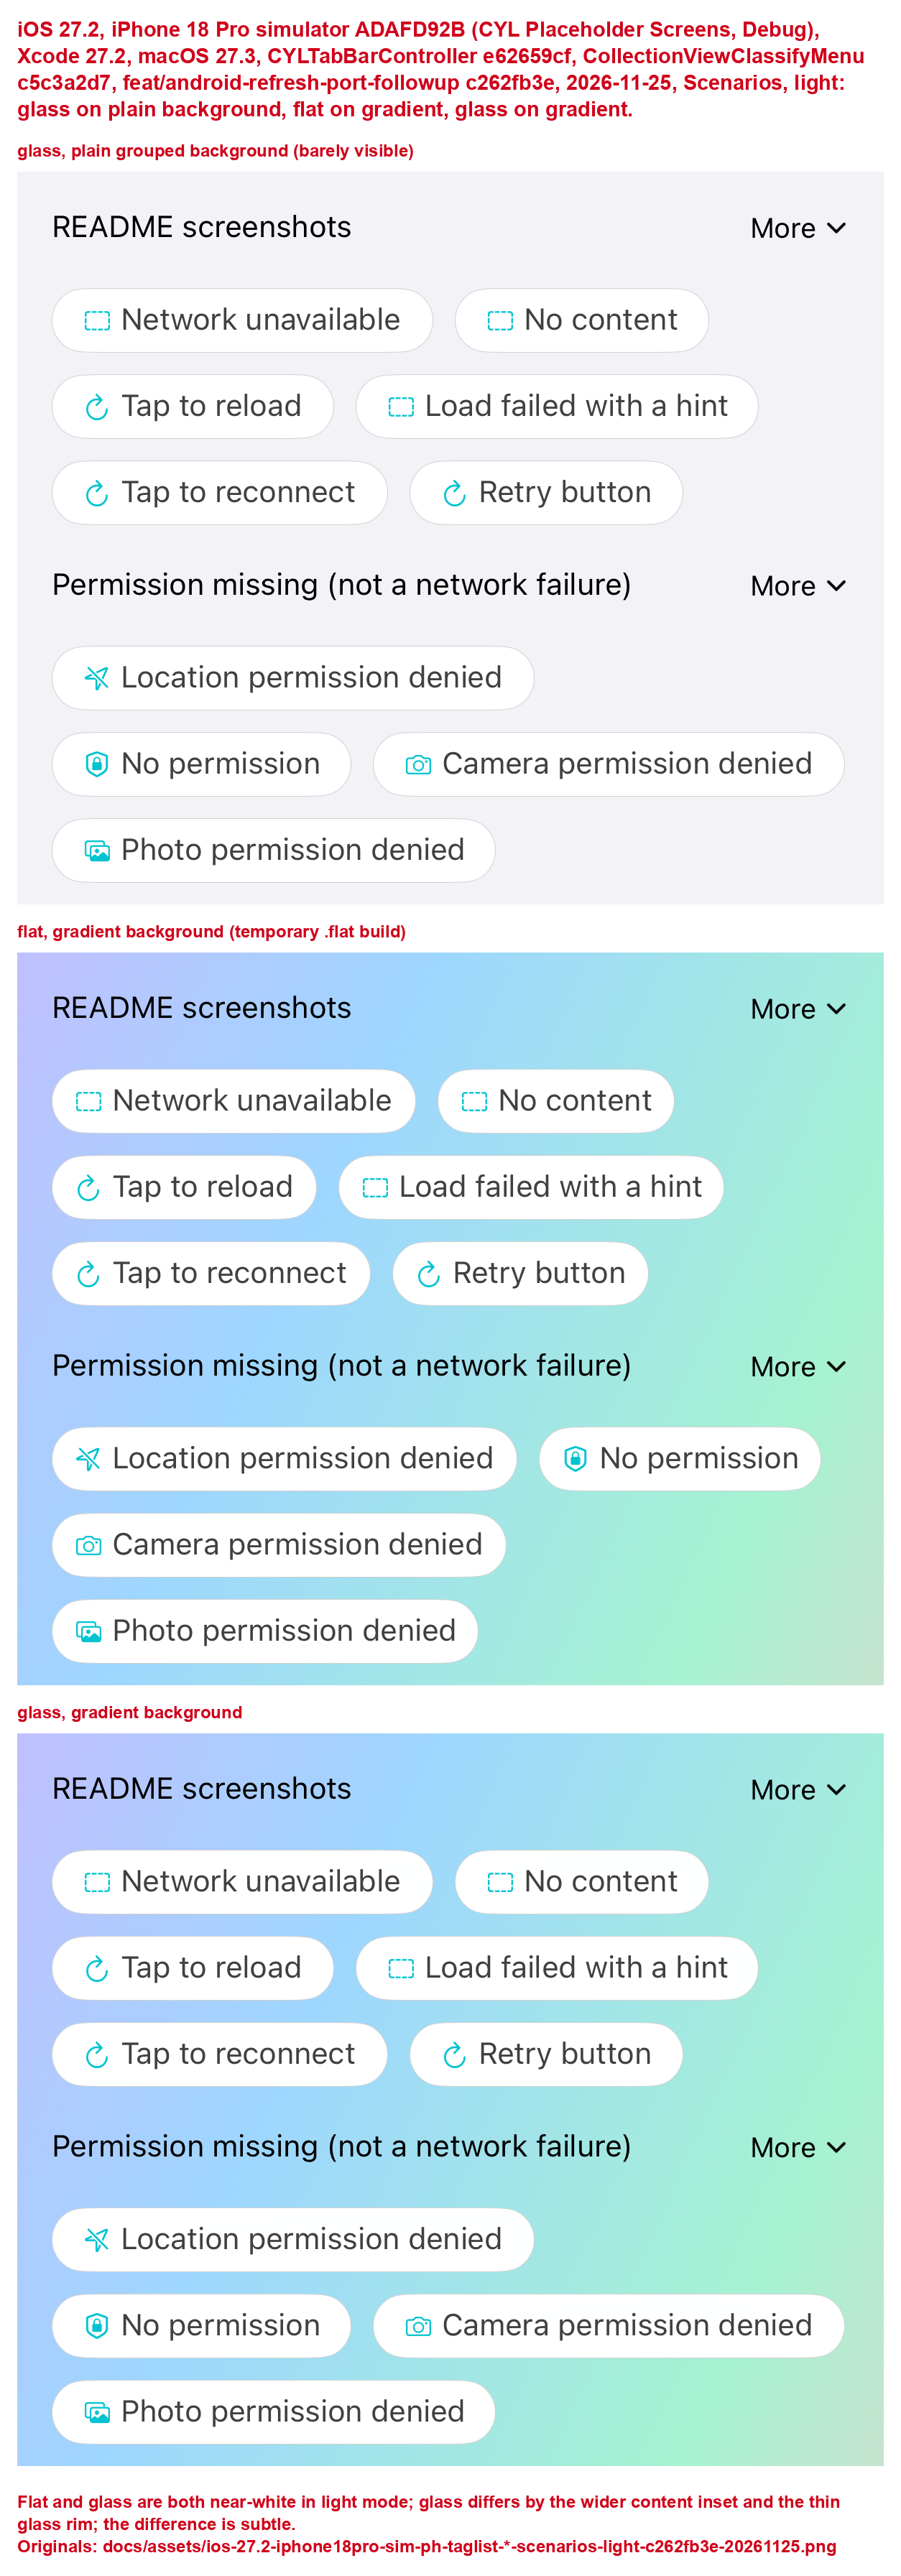 iOS 27.2, iPhone 18 Pro simulator ADAFD92B (CYL Placeholder Screens, Debug),
Xcode 27.2, macOS 27.3, CYLTabBarController e62659cf, CollectionViewClassifyMenu
c5c3a2d7, feat/android-refresh-port-followup c262fb3e, 2026-11-25, Scenarios, light:
glass on plain background, flat on gradient, glass on gradient.
glass, plain grouped background (barely visible)
README screenshots More
Network unavailable No content
Tap to reload Load failed with a hint
Tap to reconnect Retry button
Permission missing (not a network failure) More
Location permission denied
No permission Camera permission denied
Photo permission denied
flat, gradient background (temporary .flat build)
README screenshots More
Network unavailable No content
Tap to reload Load failed with a hint
Tap to reconnect Retry button
Permission missing (not a network failure) More
Location permission denied No permission
Camera permission denied
Photo permission denied
glass, gradient background
README screenshots More
Network unavailable No content
Tap to reload Load failed with a hint
Tap to reconnect Retry button
Permission missing (not a network failure) More
Location permission denied
No permission Camera permission denied
Photo permission denied
Flat and glass are both near-white in light mode; glass differs by the wider content inset and the thin
glass rim; the difference is subtle.
Originals: docs/assets/ios-27.2-iphone18pro-sim-ph-taglist-*-scenarios-light-c262fb3e-20261125.png